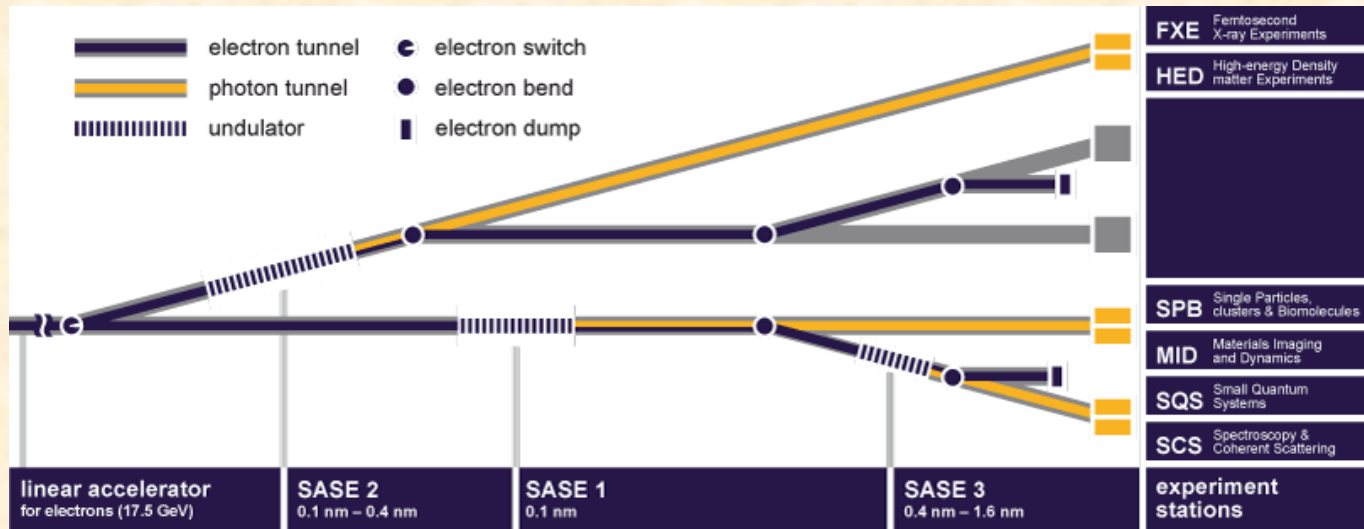 electron tunnel
electron switch
photon tunnel
electron bend
undulator
electron dump
FXE
Femtosecond
X-ray Experiments
HED
High-energy Density
matter Experiments
SPB
Single Particles,
clusters & Biomolecules
MID
Materials Imaging
and Dynamics
SQS
Small Quantum
Systems
SCS
Spectroscopy &
Coherent Scattering
linear accelerator
for electrons (17.5 GeV)
SASE 2
0.1 nm – 0.4 nm
SASE 1
0.1 nm
SASE 3
0.4 nm – 1.6 nm
experiment
stations